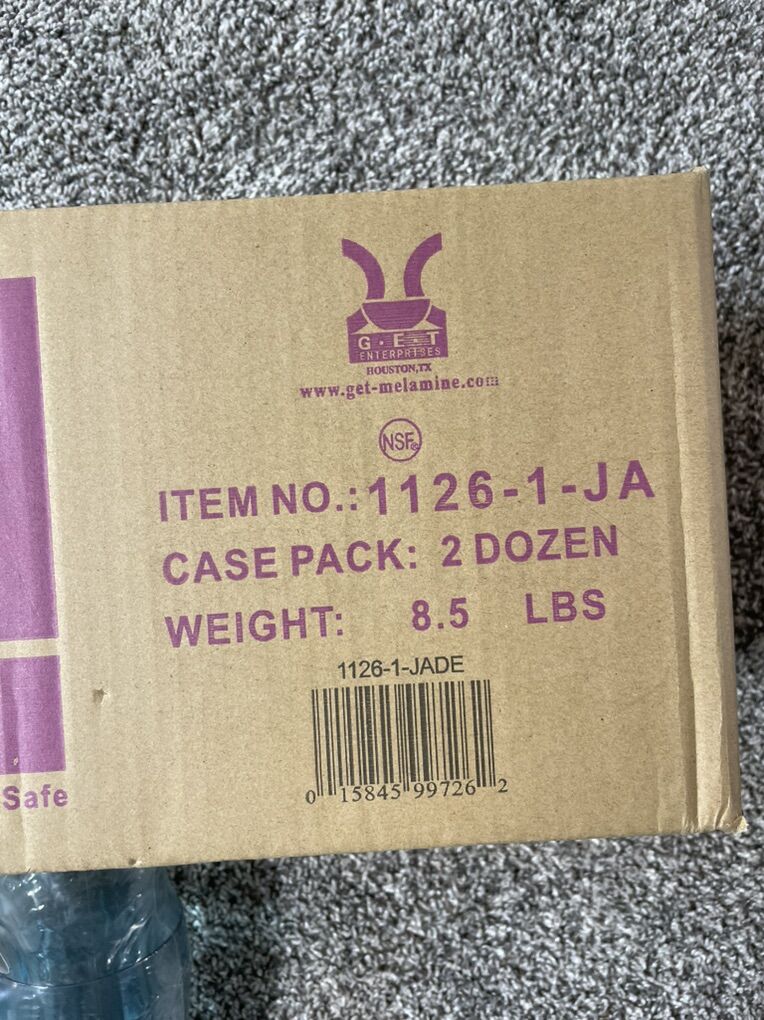 G·E·T
ENTERPRISES
HOUSTON,TX
www.get-melamine.com
NSF
ITEM NO.:1126-1-JA
CASE PACK: 2 DOZEN
WEIGHT: 8.5 LBS
1126-1-JADE
0 15845 99726 2
Safe